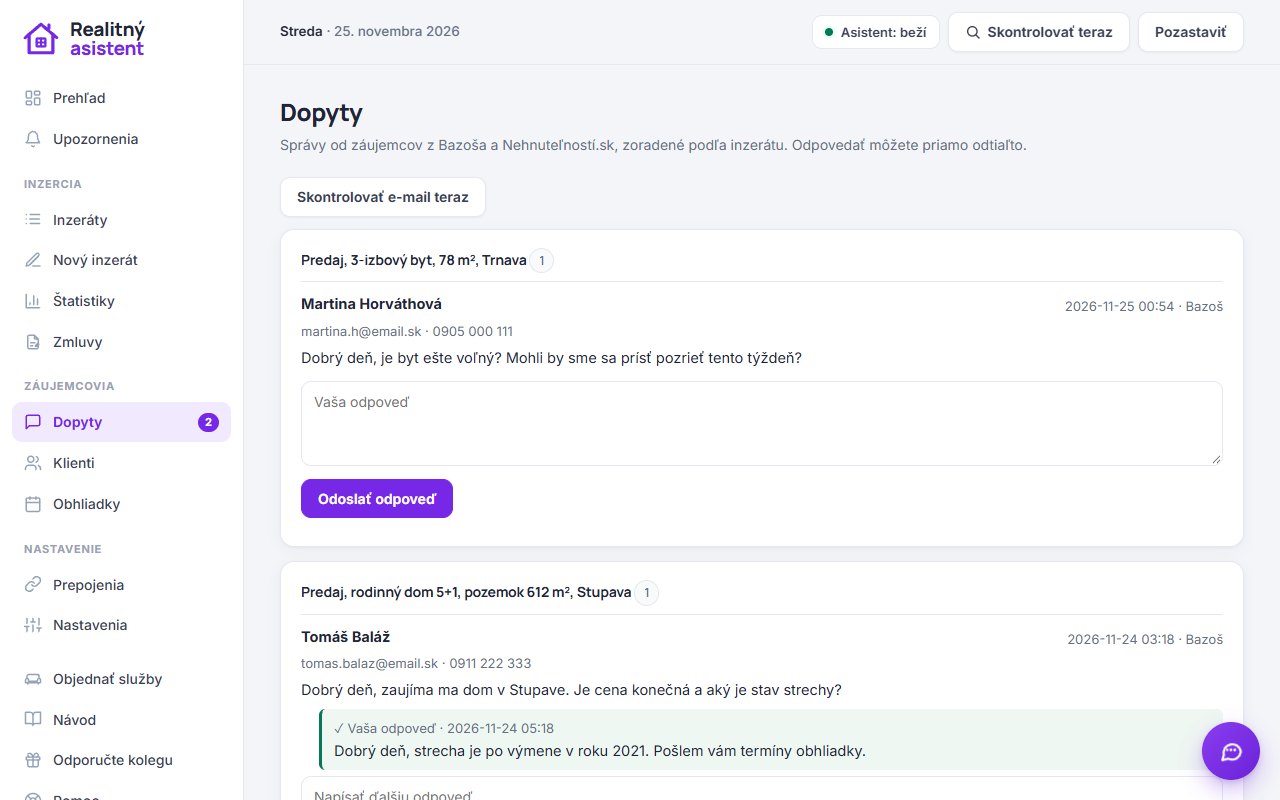 Realitný
asistent
Prehľad
Upozornenia
INZERCIA
Inzeráty
Nový inzerát
Štatistiky
Zmluvy
ZÁUJEMCOVIA
Dopyty 2
Klienti
Obhliadky
NASTAVENIE
Prepojenia
Nastavenia
Objednať služby
Návod
Odporučte kolegu
Pomoc
Streda · 25. novembra 2026
Asistent: beží
Skontrolovať teraz
Pozastaviť
Dopyty
Správy od záujemcov z Bazoša a Nehnuteľností.sk, zoradené podľa inzerátu. Odpovedať môžete priamo odtiaľto.
Skontrolovať e-mail teraz
Predaj, 3-izbový byt, 78 m², Trnava 1
Martina Horváthová
2026-11-25 00:54 · Bazoš
martina.h@email.sk · 0905 000 111
Dobrý deň, je byt ešte voľný? Mohli by sme sa prísť pozrieť tento týždeň?
Vaša odpoveď
Odoslať odpoveď
Predaj, rodinný dom 5+1, pozemok 612 m², Stupava 1
Tomáš Baláž
2026-11-24 03:18 · Bazoš
tomas.balaz@email.sk · 0911 222 333
Dobrý deň, zaujíma ma dom v Stupave. Je cena konečná a aký je stav strechy?
✓ Vaša odpoveď · 2026-11-24 05:18
Dobrý deň, strecha je po výmene v roku 2021. Pošlem vám termíny obhliadky.
Napísať ďalšiu odpoveď